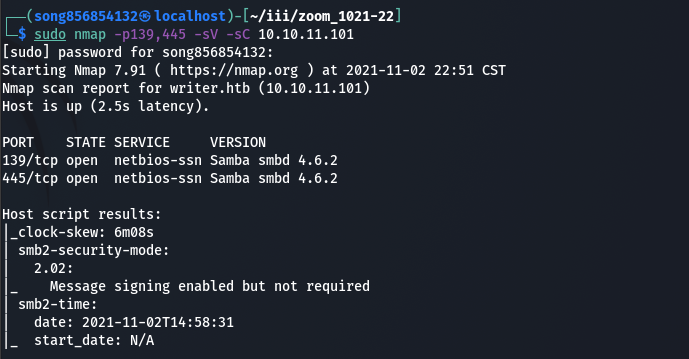 ┌──(song856854132㉿localhost)-[~/iii/zoom_1021-22]
└─$ sudo nmap -p139,445 -sV -sC 10.10.11.101
[sudo] password for song856854132:
Starting Nmap 7.91 ( https://nmap.org ) at 2021-11-02 22:51 CST
Nmap scan report for writer.htb (10.10.11.101)
Host is up (2.5s latency).

PORT    STATE SERVICE     VERSION
139/tcp open  netbios-ssn Samba smbd 4.6.2
445/tcp open  netbios-ssn Samba smbd 4.6.2

Host script results:
|_clock-skew: 6m08s
| smb2-security-mode:
|   2.02:
|_    Message signing enabled but not required
| smb2-time:
|   date: 2021-11-02T14:58:31
|_  start_date: N/A